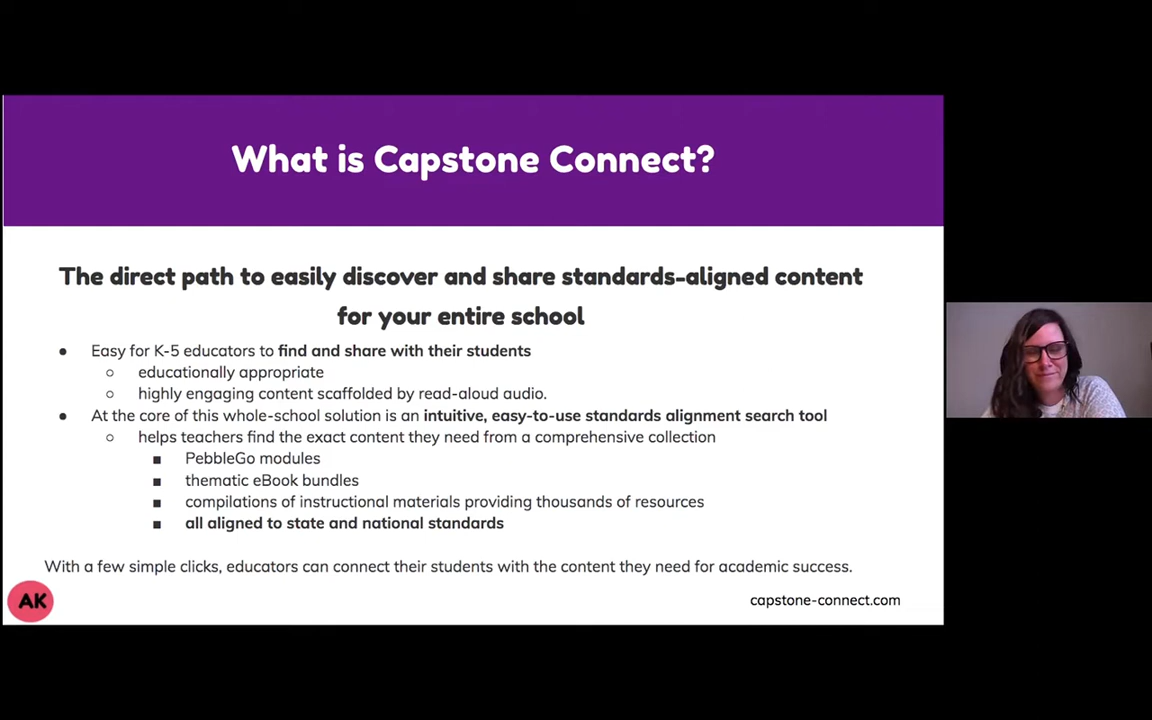 What is Capstone Connect?
The direct path to easily discover and share standards-aligned content
for your entire school
● Easy for K-5 educators to find and share with their students
○ educationally appropriate
○ highly engaging content scaffolded by read-aloud audio.
● At the core of this whole-school solution is an intuitive, easy-to-use standards alignment search tool
○ helps teachers find the exact content they need from a comprehensive collection
■ PebbleGo modules
■ thematic eBook bundles
■ compilations of instructional materials providing thousands of resources
■ all aligned to state and national standards
With a few simple clicks, educators can connect their students with the content they need for academic success.
AK
capstone-connect.com